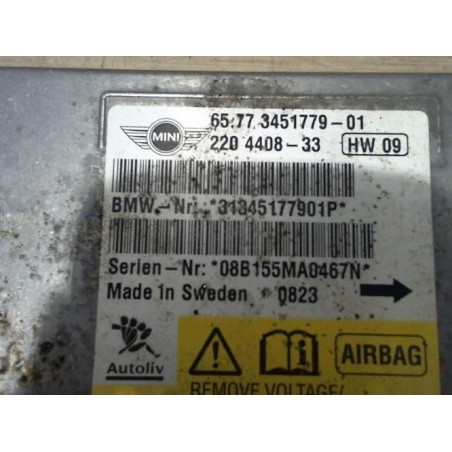 MINI
65.77 3451779-01
220 4408-33 HW 09
BMW-Nr: *31345177901P*
Serien-Nr: *08B155MA0467N*
Made In Sweden 0823
Autoliv
AIRBAG
REMOVE VOLTAGE/